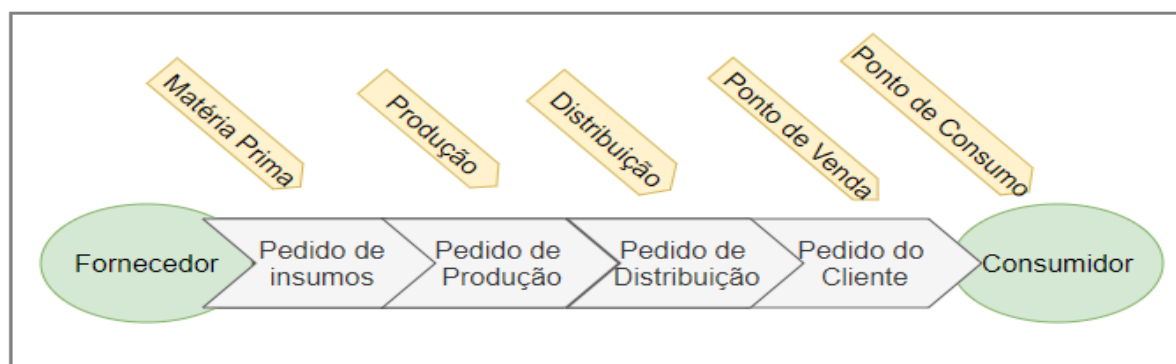 Matéria Prima
Produção
Distribuição
Ponto de Venda
Ponto de Consumo
Fornecedor
Pedido de
insumos
Pedido de
Produção
Pedido de
Distribuição
Pedido do
Cliente
Consumidor